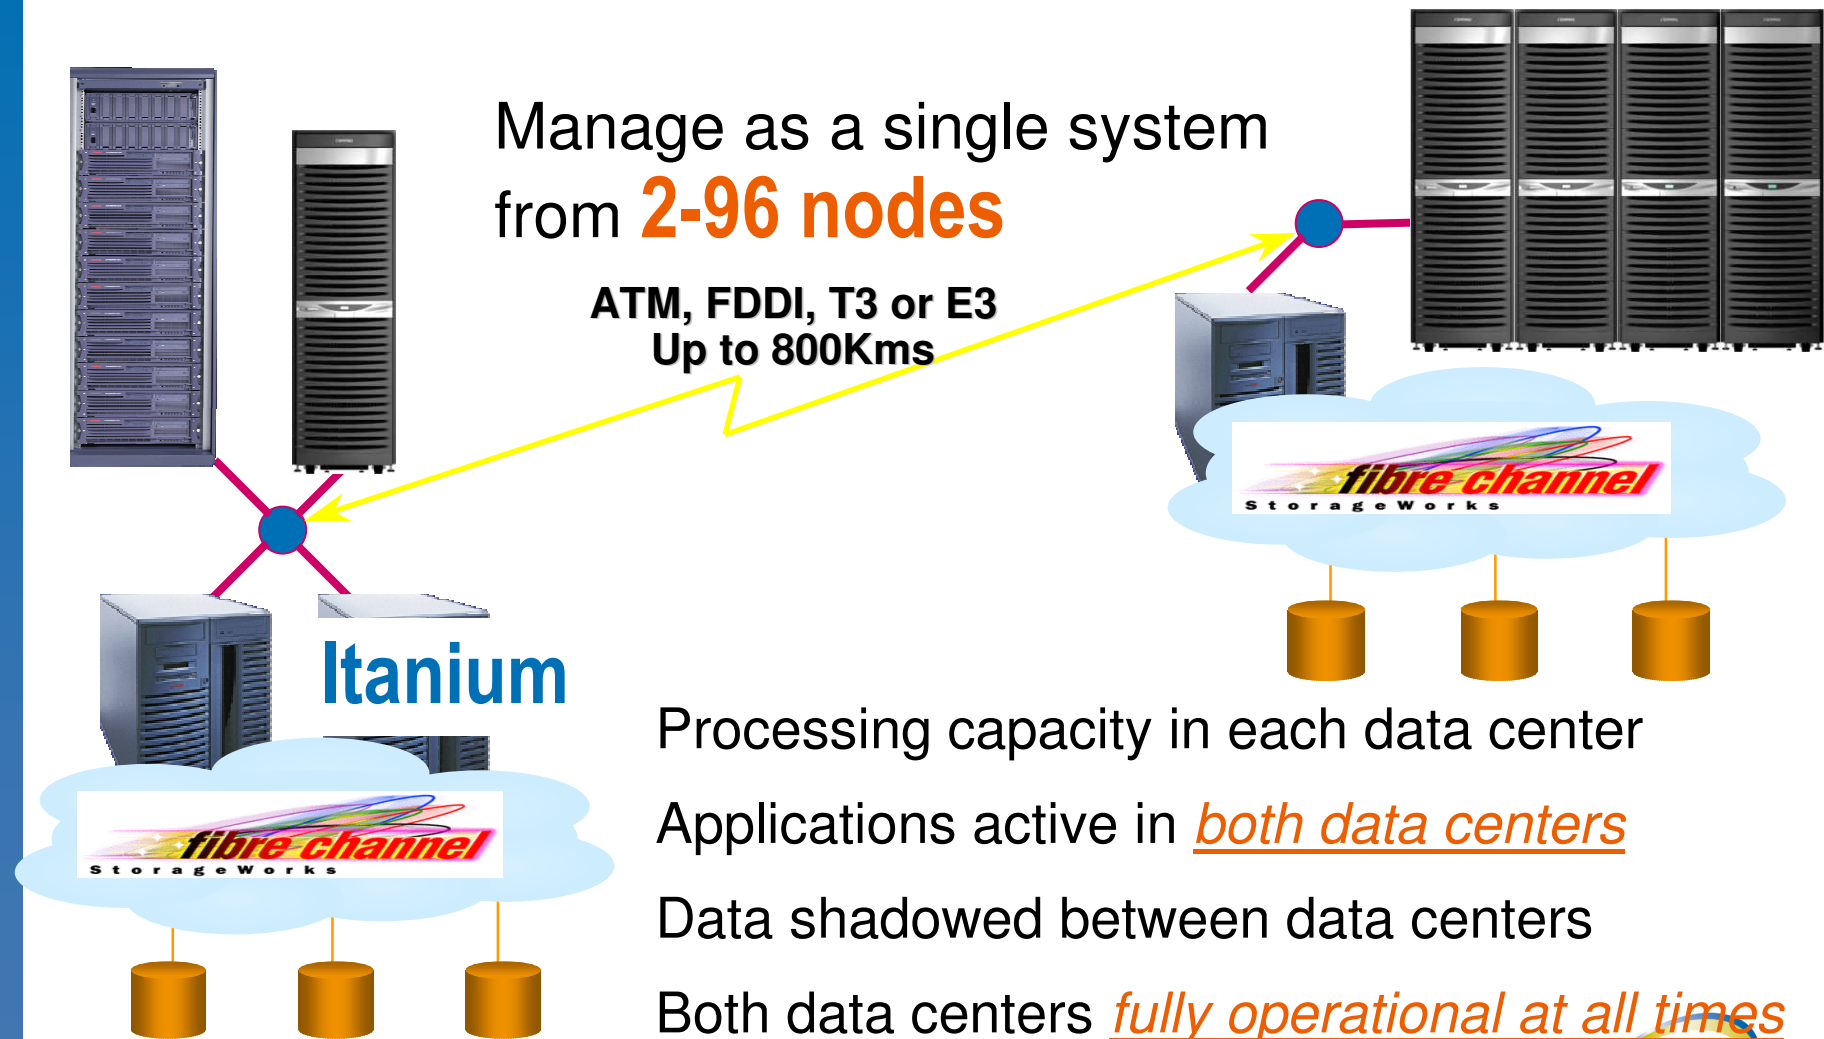 Manage as a single system
from 2-96 nodes
ATM, FDDI, T3 or E3
Up to 800Kms
fibre channel
StorageWorks
Itanium
fibre channel
StorageWorks
Processing capacity in each data center
Applications active in both data centers
Data shadowed between data centers
Both data centers fully operational at all times